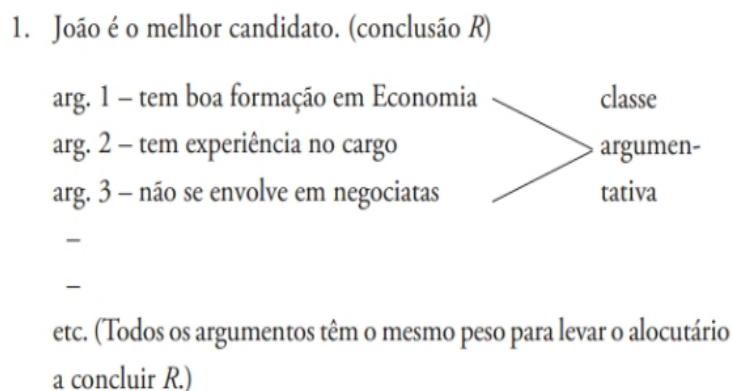 1. João é o melhor candidato. (conclusão R)
arg. 1 – tem boa formação em Economia
classe
arg. 2 – tem experiência no cargo
argumen-
arg. 3 – não se envolve em negociatas
tativa
–
–
etc. (Todos os argumentos têm o mesmo peso para levar o alocutário
a concluir R.)